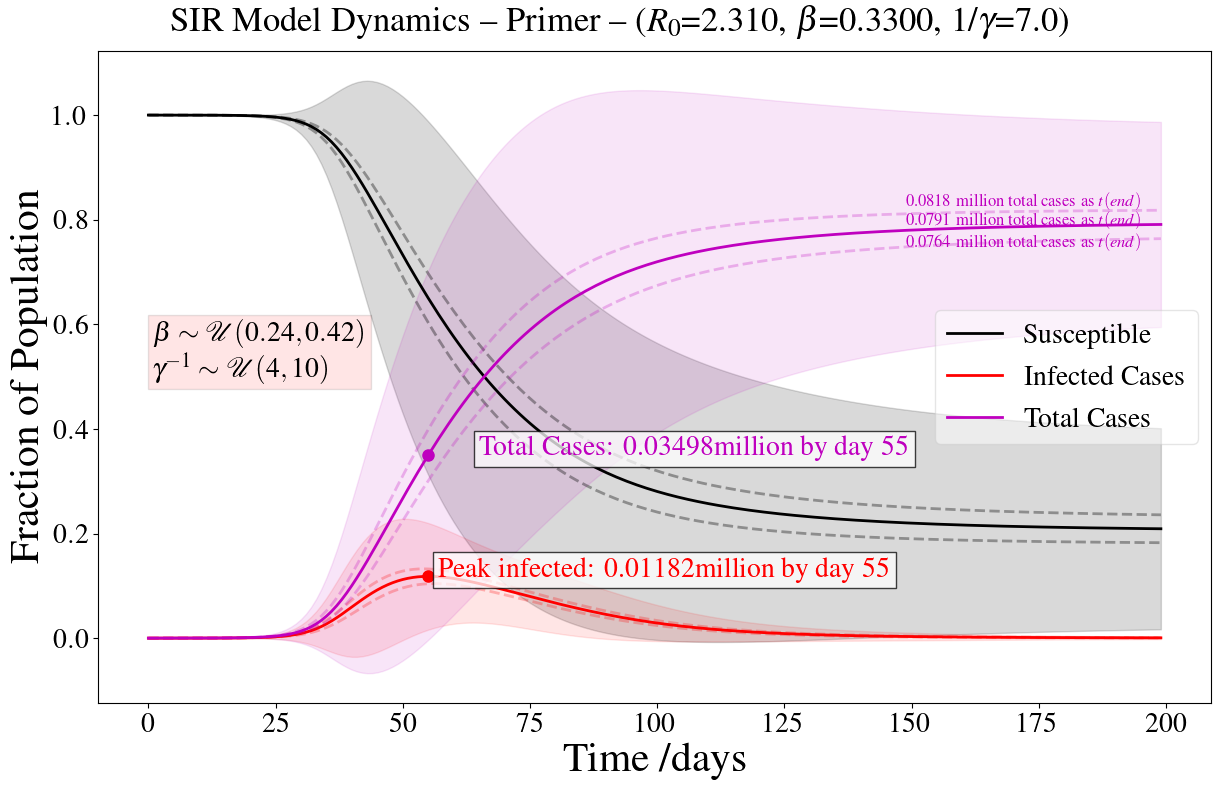 SIR Model Dynamics – Primer – (R₀=2.310, β=0.3300, 1/γ=7.0)
Fraction of Population
1.0
0.8
0.6
0.4
0.2
0.0
0.0818 million total cases as t(end)
0.0791 million total cases as t(end)
0.0764 million total cases as t(end)
β ∼ 𝒰(0.24,0.42)
γ⁻¹ ∼ 𝒰(4,10)
Susceptible
Infected Cases
Total Cases
Total Cases: 0.03498million by day 55
Peak infected: 0.01182million by day 55
0 25 50 75 100 125 150 175 200
Time /days